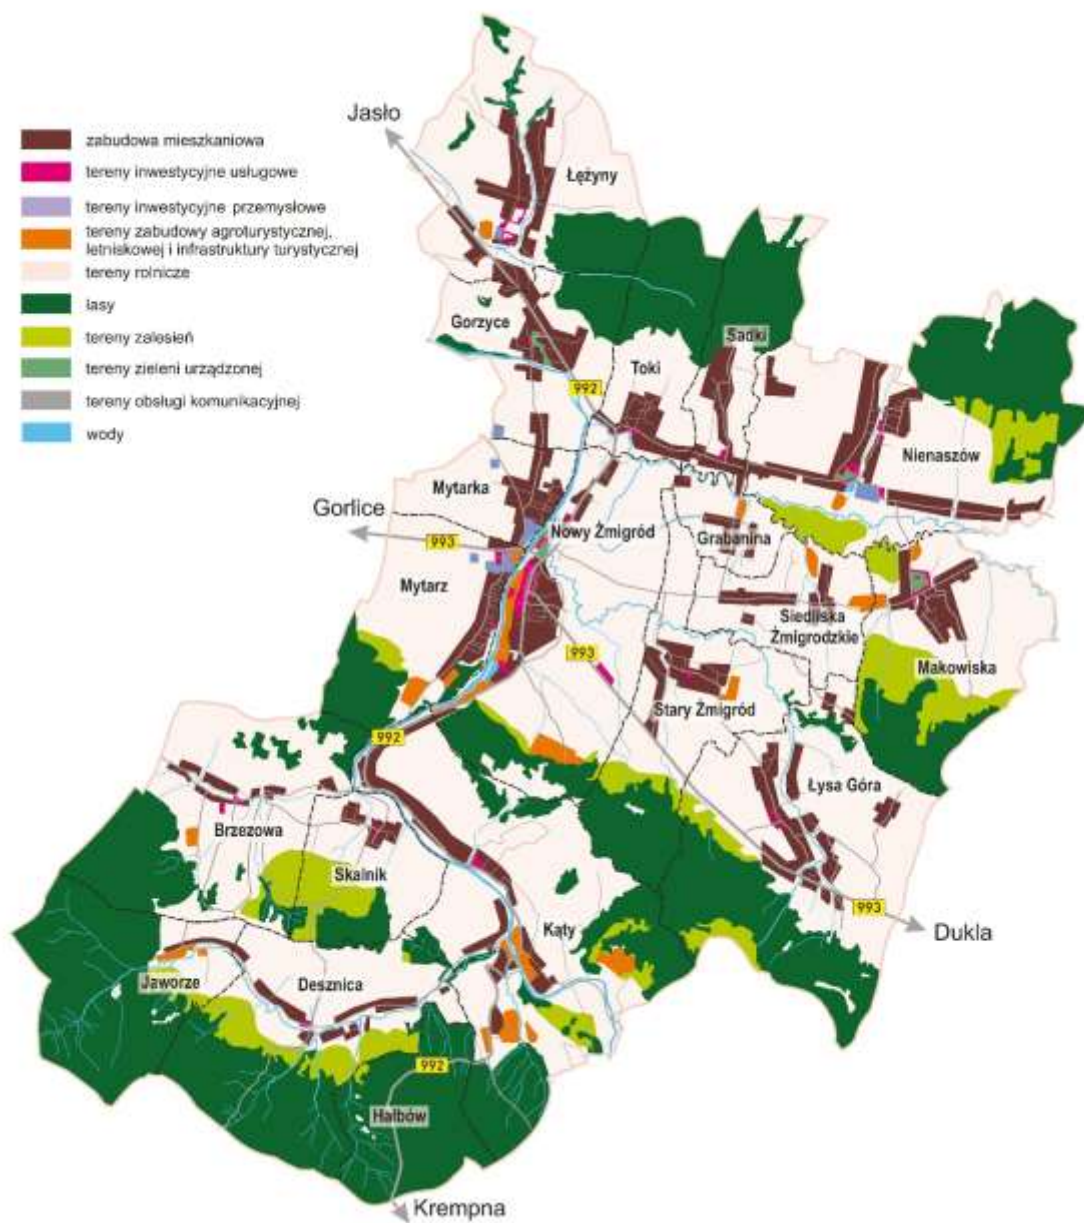 Jasło
zabudowa mieszkaniowa
tereny inwestycyjne usługowe
tereny inwestycyjne przemysłowe
tereny zabudowy agroturystycznej,
letniskowej i infrastruktury turystycznej
tereny rolnicze
lasy
tereny zalesień
tereny zieleni urządzonej
tereny obsługi komunikacyjnej
wody
Łężyny
Gorzyce
Sadki
Toki
992
Nienaszów
Mytarka
Gorlice
993
Nowy Żmigród
Grabanina
Mytarz
Siedliska
Żmigrodzkie
993
Makowiska
Stary Żmigród
992
Łysa Góra
Brzezowa
Skalnik
993
Kąty
Dukla
Jaworze
Desznica
992
Hałbów
Krempna